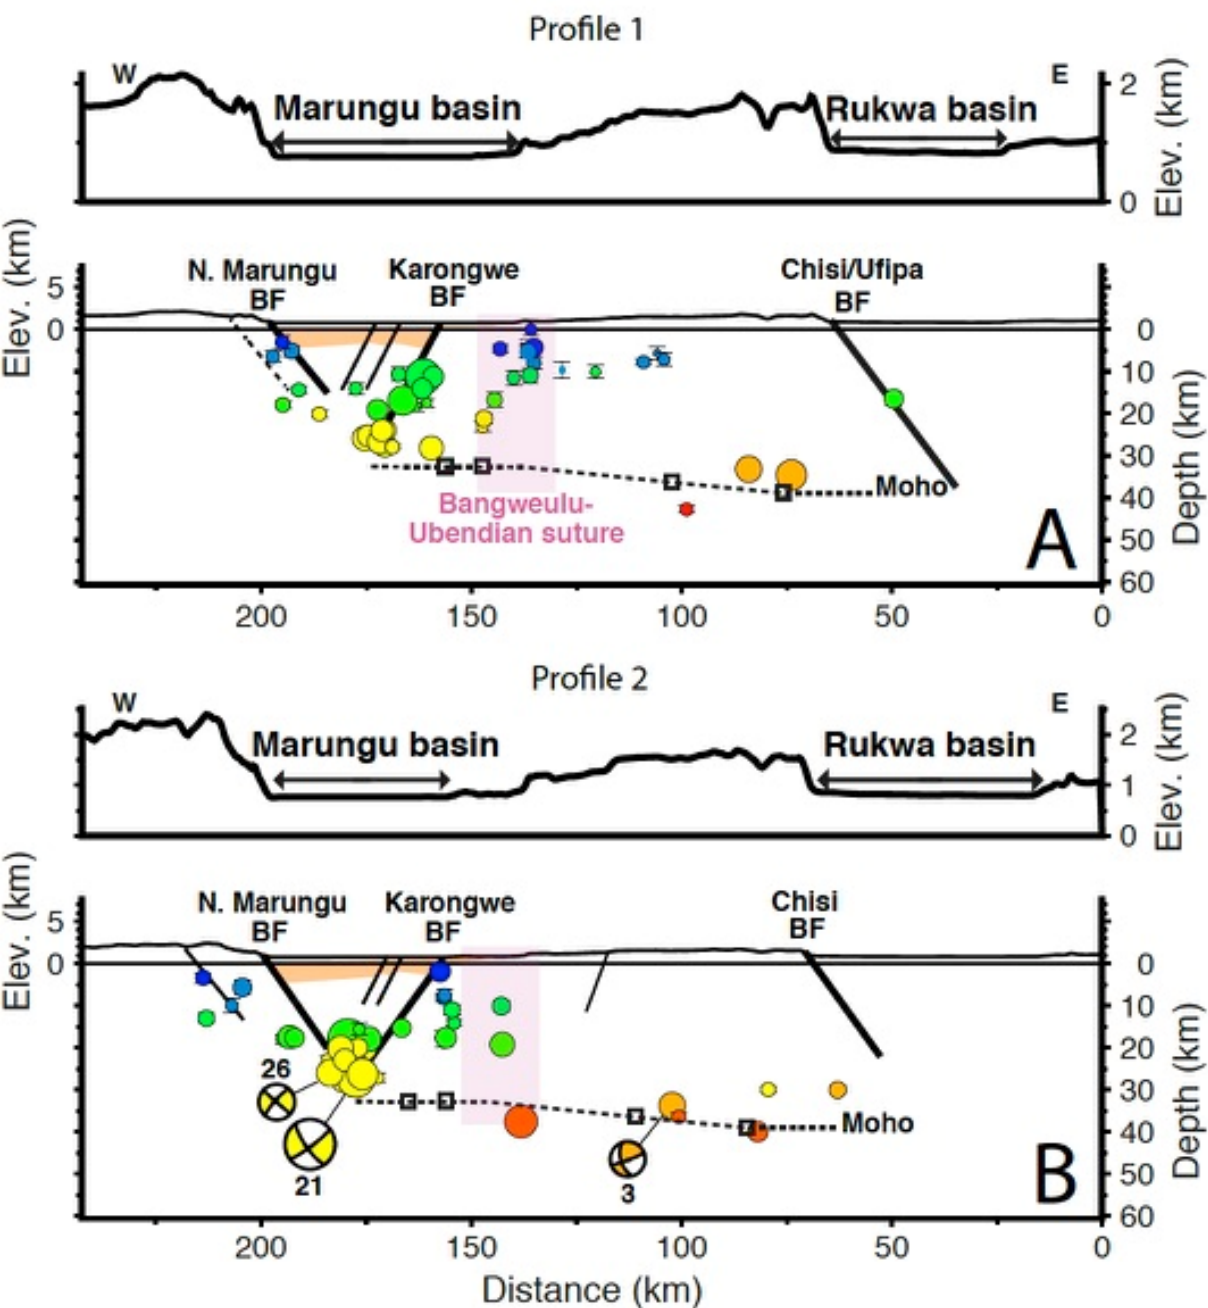 Profile 1
W
E
Marungu basin
Rukwa basin
2
0
Elev. (km)
Elev. (km)
5
0
N. Marungu
BF
Karongwe
BF
Chisi/Ufipa
BF
0
10
20
30
40
50
60
Depth (km)
Bangweulu-
Ubendian suture
Moho
A
200
150
100
50
0
Profile 2
W
E
Marungu basin
Rukwa basin
2
1
0
Elev. (km)
Elev. (km)
5
0
N. Marungu
BF
Karongwe
BF
Chisi
BF
0
10
20
30
40
50
60
Depth (km)
26
21
3
Moho
B
200
150
100
50
0
Distance (km)